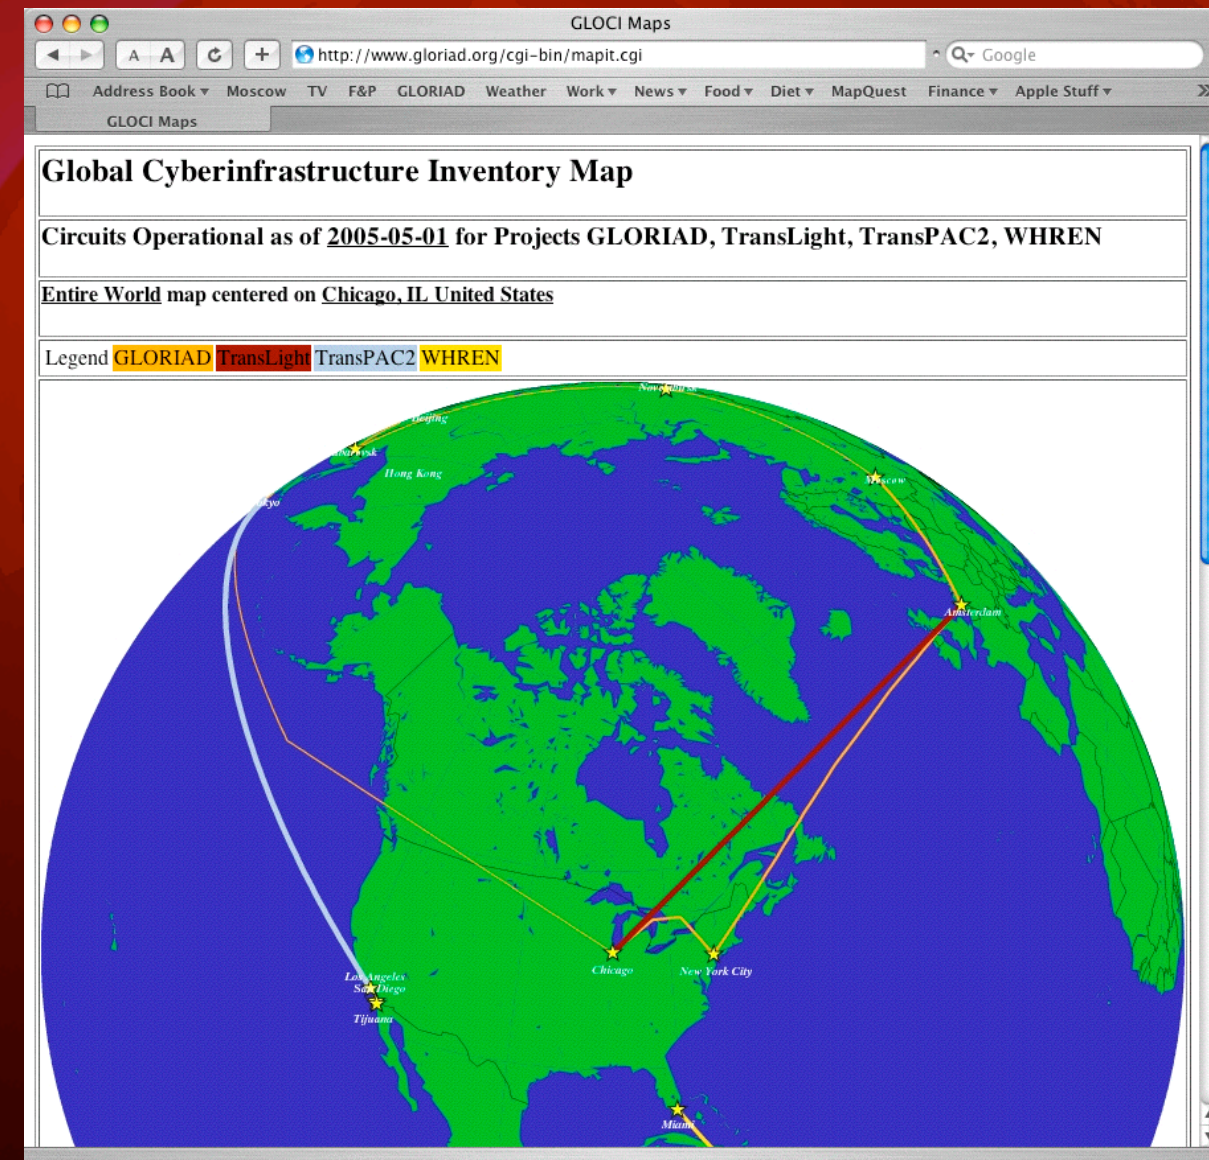 GLOCI Maps
A A http://www.gloriad.org/cgi-bin/mapit.cgi Google
Address Book Moscow TV F&P GLORIAD Weather Work News Food Diet MapQuest Finance Apple Stuff
GLOCI Maps
Global Cyberinfrastructure Inventory Map
Circuits Operational as of 2005-05-01 for Projects GLORIAD, TransLight, TransPAC2, WHREN
Entire World map centered on Chicago, IL United States
Legend GLORIAD TransLight TransPAC2 WHREN
Beijing
Hong Kong
Moscow
Amsterdam
Chicago
New York City
Los Angeles
San Diego
Tijuana
Miami